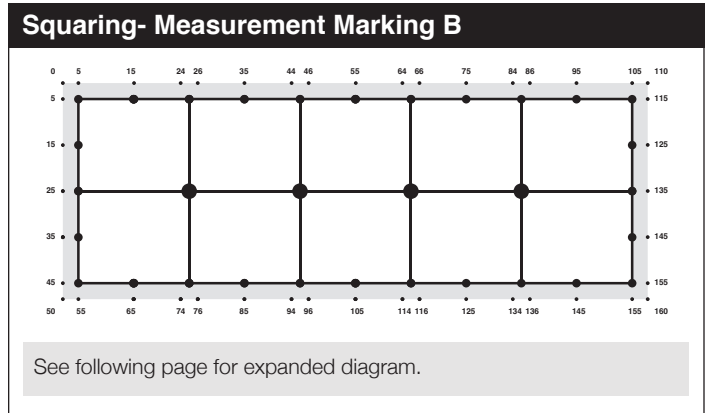 Squaring- Measurement Marking B
0 5 15 24 26 35 44 46 55 64 66 75 84 86 95 105 110
5 115
15 125
25 135
35 145
45 155
50 55 65 74 76 85 94 96 105 114 116 125 134 136 145 155 160
See following page for expanded diagram.